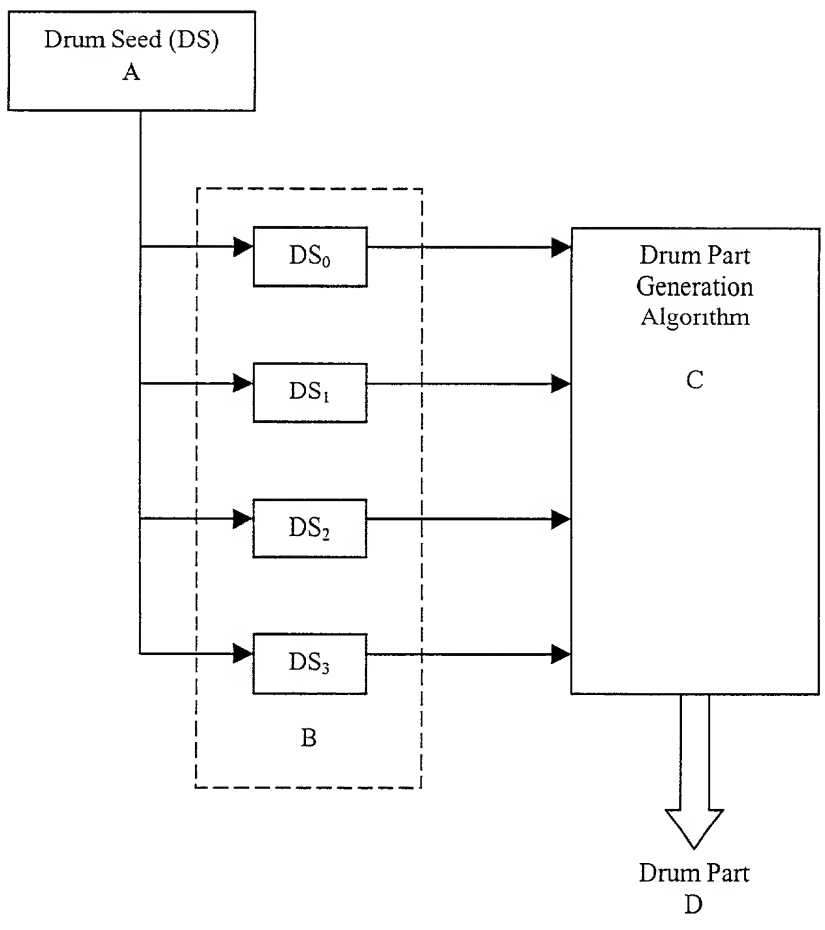 Drum Seed (DS)
A
DS₀
DS₁
DS₂
DS₃
B
Drum Part
Generation
Algorithm
C
Drum Part
D